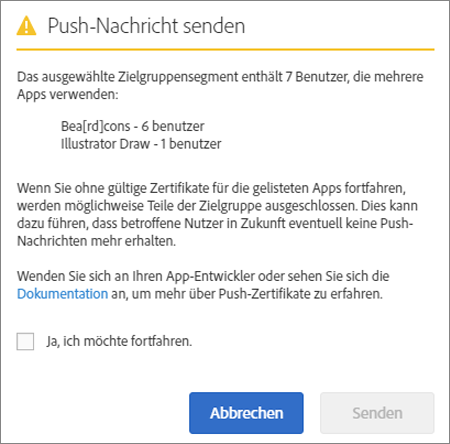 Push-Nachricht senden
Das ausgewählte Zielgruppensegment enthält 7 Benutzer, die mehrere
Apps verwenden:
Bea[rd]cons - 6 benutzer
Illustrator Draw - 1 benutzer
Wenn Sie ohne gültige Zertifikate für die gelisteten Apps fortfahren,
werden möglichweise Teile der Zielgruppe ausgeschlossen. Dies kann
dazu führen, dass betroffene Nutzer in Zukunft eventuell keine Push-
Nachrichten mehr erhalten.
Wenden Sie sich an Ihren App-Entwickler oder sehen Sie sich die
Dokumentation an, um mehr über Push-Zertifikate zu erfahren.
Ja, ich möchte fortfahren.
Abbrechen
Senden